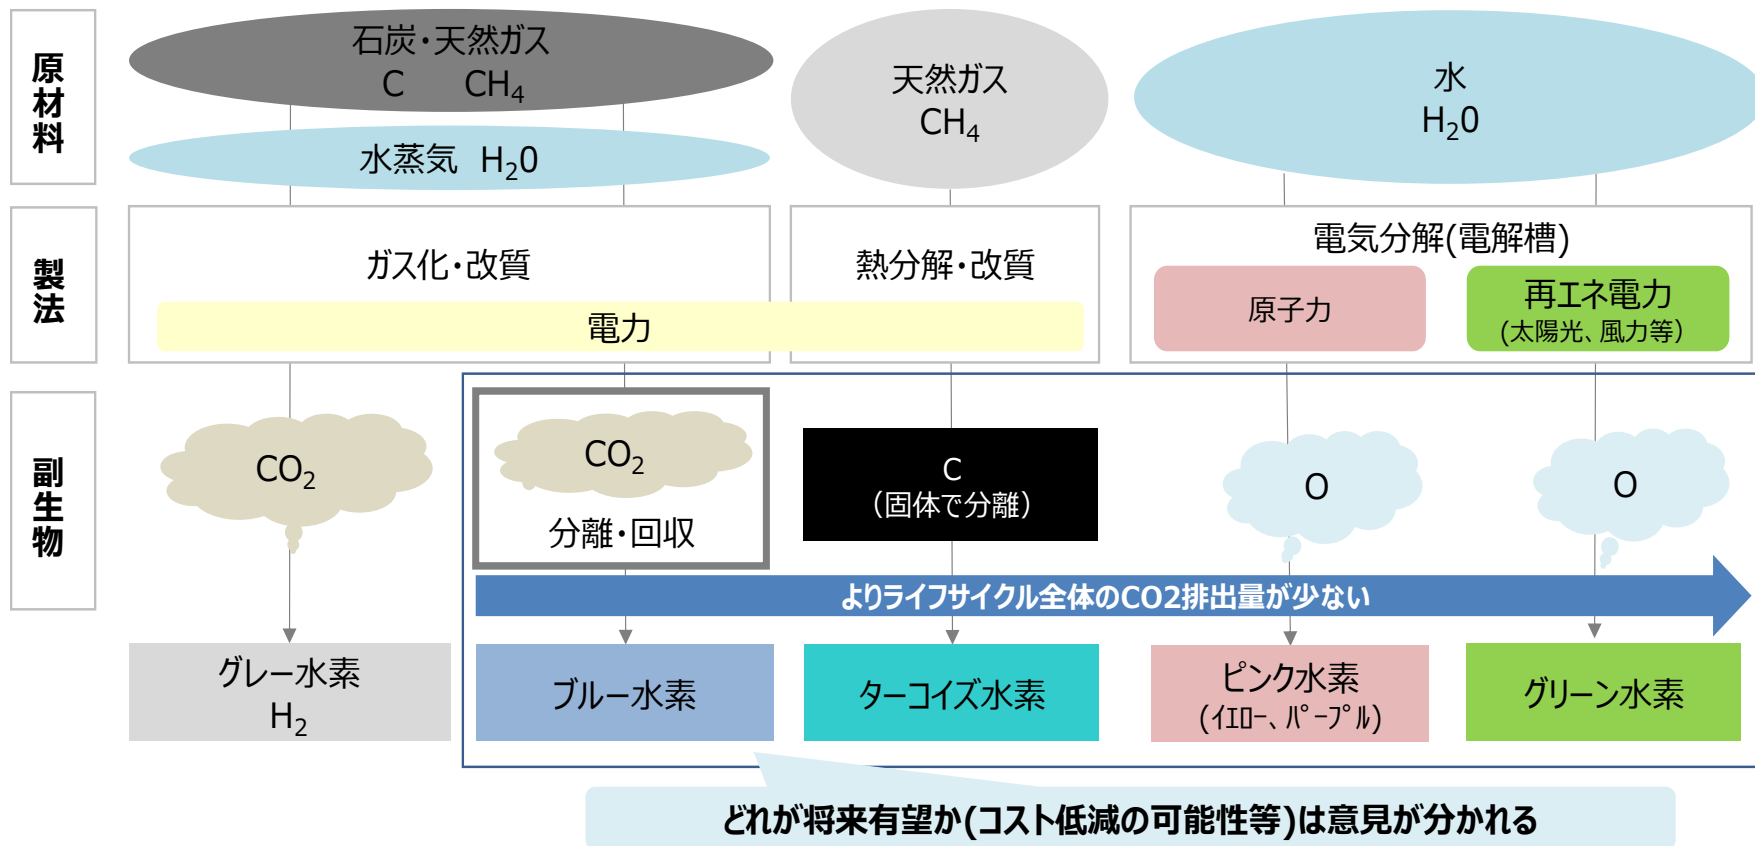 原材料
石炭・天然ガス
C CH₄
水蒸気 H₂0
天然ガス
CH₄
水
H₂0
製法
ガス化・改質
熱分解・改質
電力
電気分解(電解槽)
原子力
再エネ電力
(太陽光、風力等)
副生物
CO₂
CO₂
分離・回収
C
(固体で分離)
O
O
よりライフサイクル全体のCO2排出量が少ない
グレー水素
H₂
ブルー水素
ターコイズ水素
ピンク水素
(ｲｴﾛｰ、ﾊﾟｰﾌﾟﾙ)
グリーン水素
どれが将来有望か(コスト低減の可能性等)は意見が分かれる